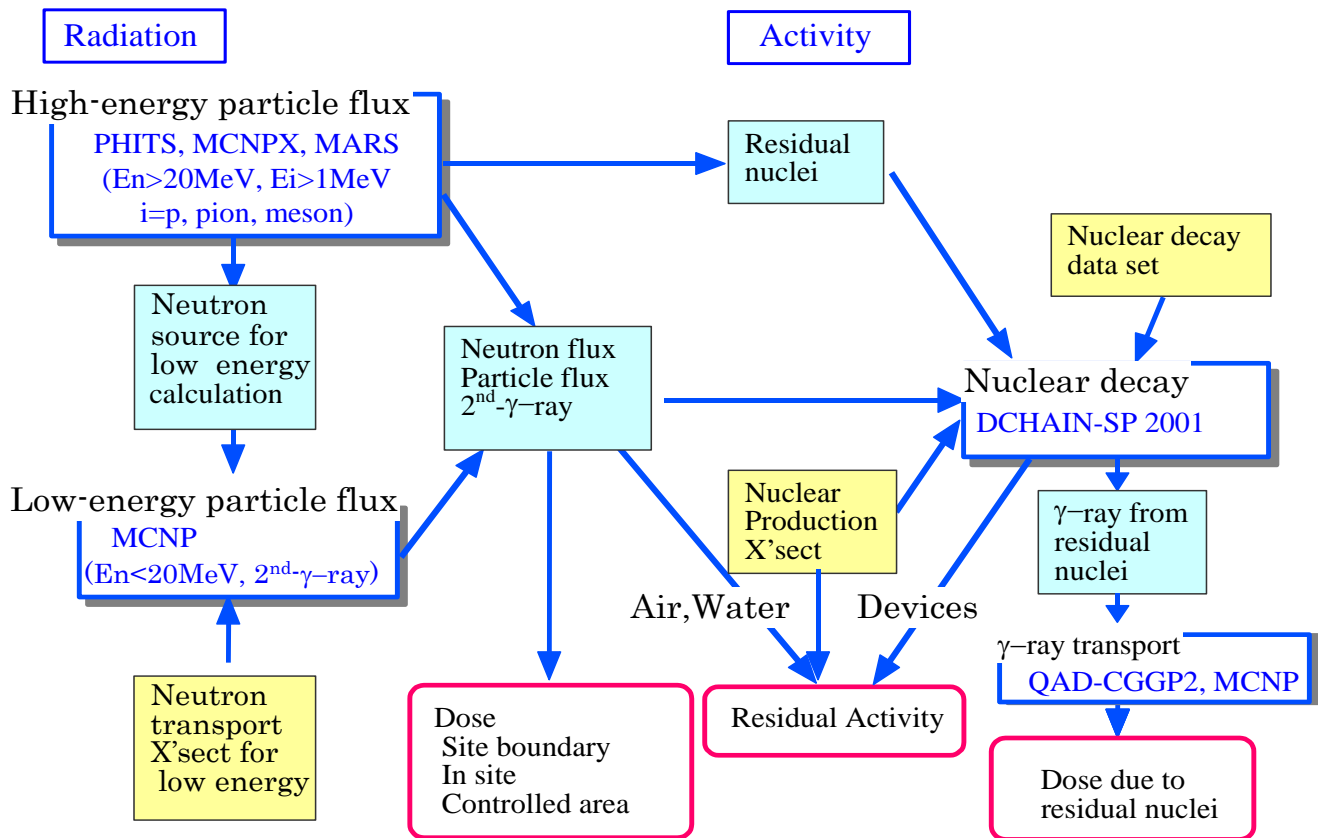 Radiation
Activity
High-energy particle flux
PHITS, MCNPX, MARS
(En>20MeV, Ei>1MeV
i=p, pion, meson)
Residual
nuclei
Nuclear decay
data set
Neutron
source for
low energy
calculation
Neutron flux
Particle flux
2nd-γ−ray
Nuclear decay
DCHAIN-SP 2001
Low-energy particle flux
MCNP
(En<20MeV, 2nd-γ−ray)
Nuclear
Production
X'sect
γ−ray from
residual
nuclei
Air,Water
Devices
γ−ray transport
QAD-CGGP2, MCNP
Neutron
transport
X'sect for
low energy
Dose
Site boundary
In site
Controlled area
Residual Activity
Dose due to
residual nuclei